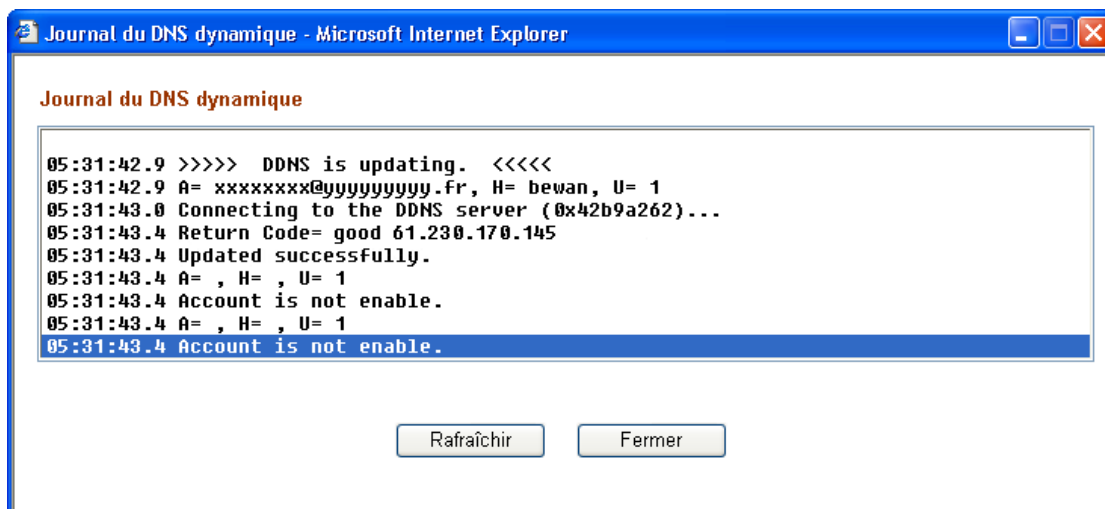 Journal du DNS dynamique - Microsoft Internet Explorer
Journal du DNS dynamique
05:31:42.9 >>>>>  DDNS is updating.  <<<<<
05:31:42.9 A= xxxxxxxx@yyyyyyyyy.fr, H= bewan, U= 1
05:31:43.0 Connecting to the DDNS server (0x42b9a262)...
05:31:43.4 Return Code= good 61.230.170.145
05:31:43.4 Updated successfully.
05:31:43.4 A= , H= , U= 1
05:31:43.4 Account is not enable.
05:31:43.4 A= , H= , U= 1
05:31:43.4 Account is not enable.
Rafraîchir
Fermer